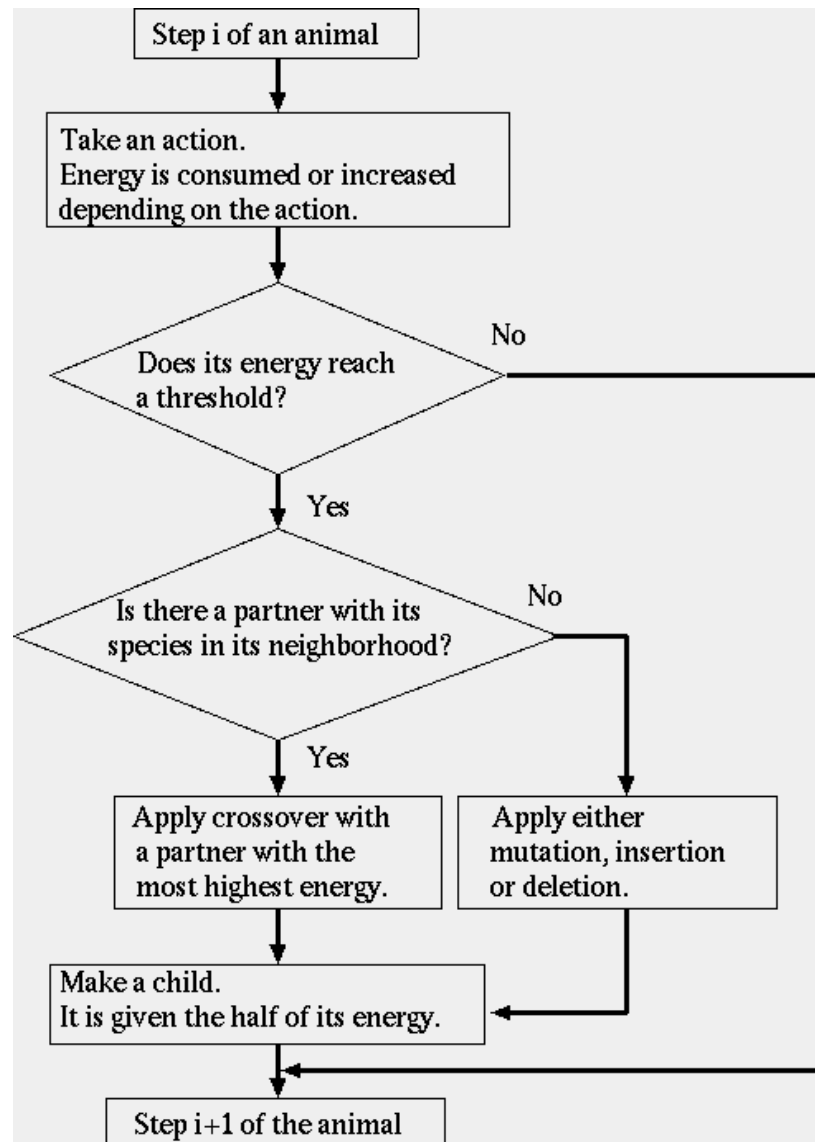 Step i of an animal
Take an action.
Energy is consumed or increased
depending on the action.
No
Does its energy reach
a threshold?
Yes
No
Is there a partner with its
species in its neighborhood?
Yes
Apply crossover with
a partner with the
most highest energy.
Apply either
mutation, insertion
or deletion.
Make a child.
It is given the half of its energy.
Step i+1 of the animal